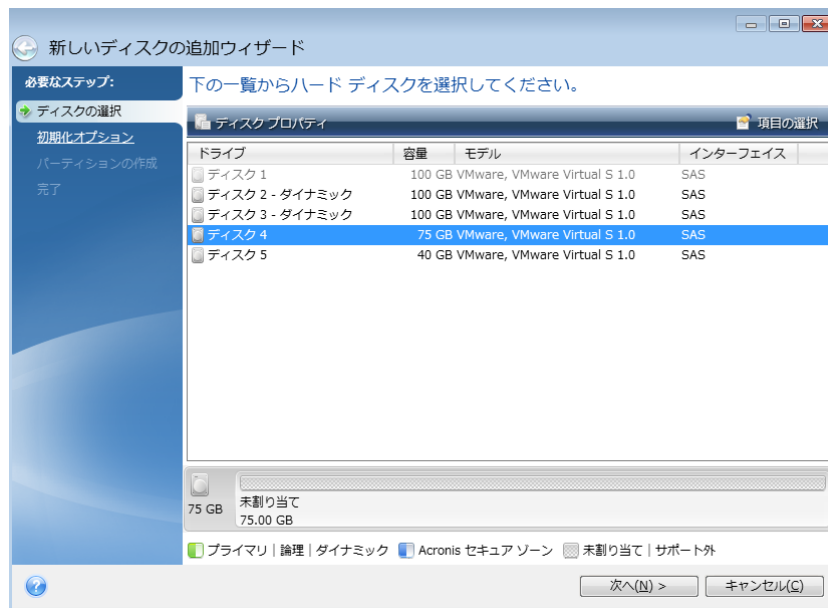 新しいディスクの追加ウィザード
必要なステップ:
ディスクの選択
初期化オプション
パーティションの作成
完了
下の一覧からハード ディスクを選択してください。
ディスク プロパティ 項目の選択
ドライブ 容量 モデル インターフェイス
ディスク 1 100 GB VMware, VMware Virtual S 1.0 SAS
ディスク 2 - ダイナミック 100 GB VMware, VMware Virtual S 1.0 SAS
ディスク 3 - ダイナミック 100 GB VMware, VMware Virtual S 1.0 SAS
ディスク 4 75 GB VMware, VMware Virtual S 1.0 SAS
ディスク 5 40 GB VMware, VMware Virtual S 1.0 SAS
75 GB
未割り当て
75.00 GB
プライマリ | 論理 | ダイナミック Acronis セキュア ゾーン 未割り当て | サポート外
次へ(N) > キャンセル(C)